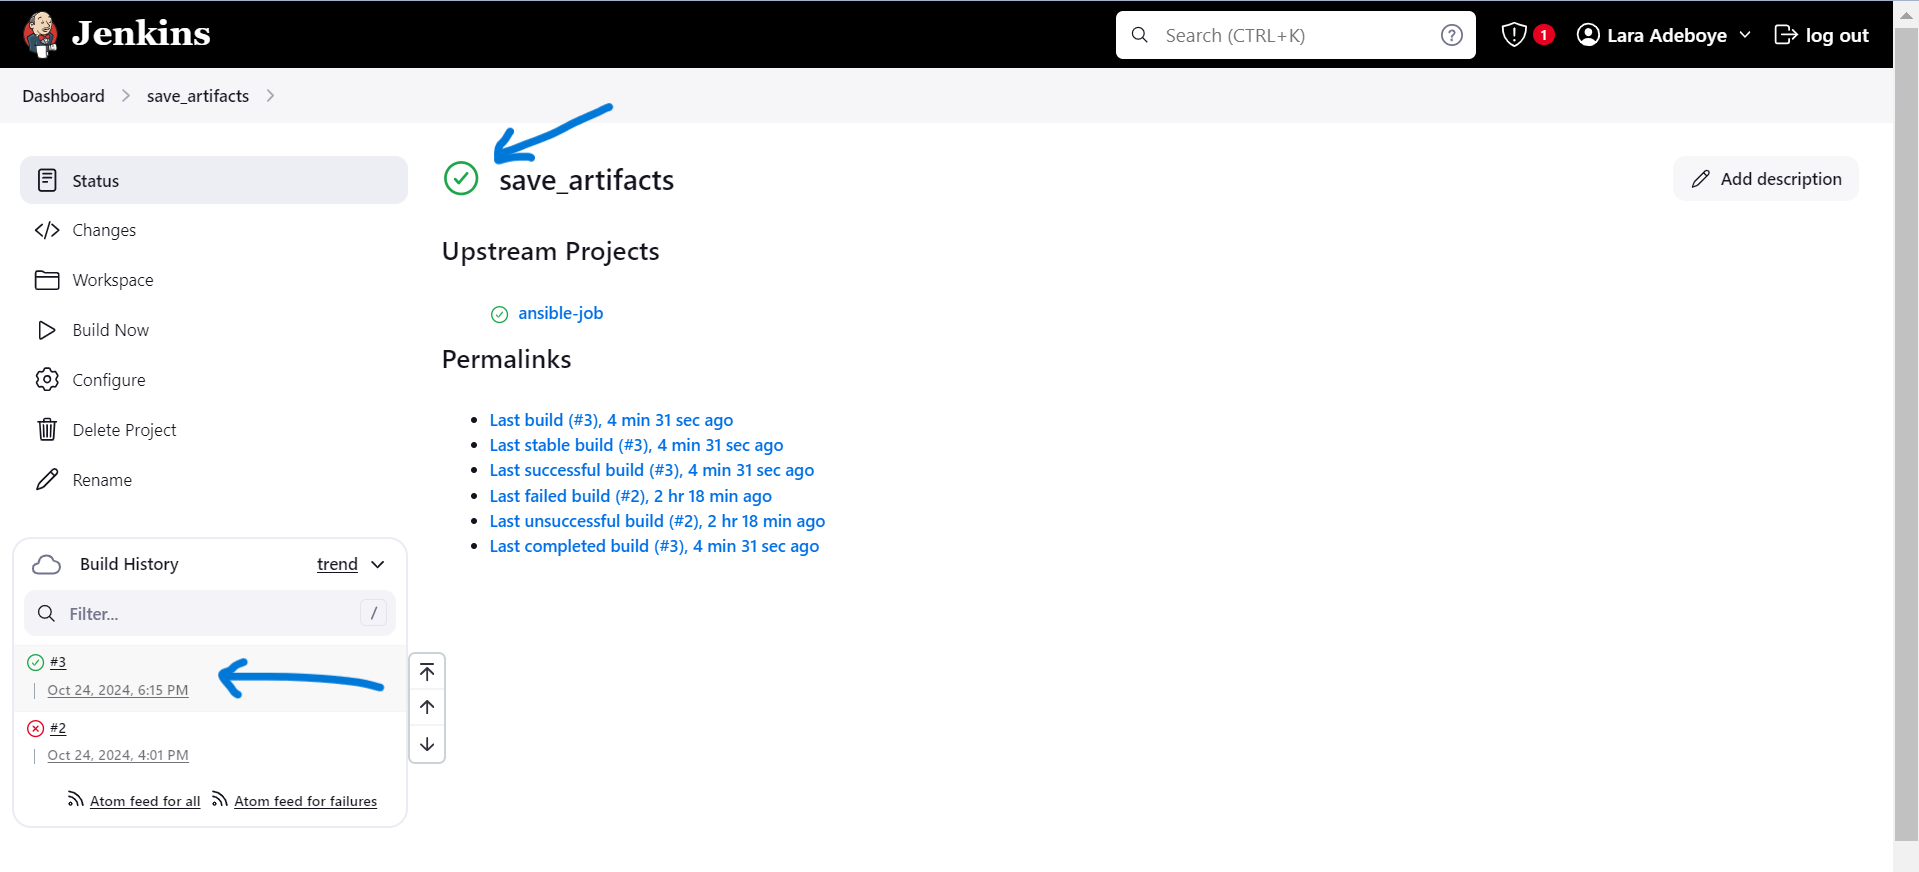 Jenkins
Search (CTRL+K)
?
1
Lara Adeboye
log out
Dashboard
save_artifacts
Status
Changes
Workspace
Build Now
Configure
Delete Project
Rename
save_artifacts
Add description
Upstream Projects
ansible-job
Permalinks
Last build (#3), 4 min 31 sec ago
Last stable build (#3), 4 min 31 sec ago
Last successful build (#3), 4 min 31 sec ago
Last failed build (#2), 2 hr 18 min ago
Last unsuccessful build (#2), 2 hr 18 min ago
Last completed build (#3), 4 min 31 sec ago
Build History
trend
Filter...
/
#3
Oct 24, 2024, 6:15 PM
#2
Oct 24, 2024, 4:01 PM
Atom feed for all
Atom feed for failures